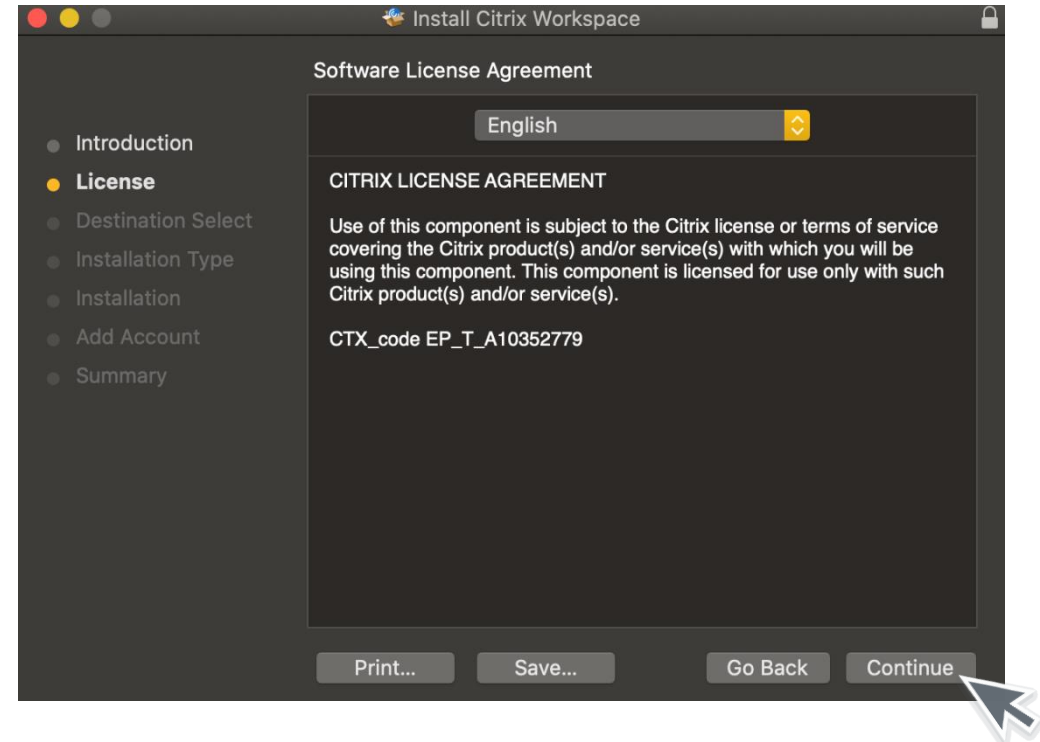 Install Citrix Workspace
Software License Agreement
Introduction
License
Destination Select
Installation Type
Installation
Add Account
Summary
English
CITRIX LICENSE AGREEMENT
Use of this component is subject to the Citrix license or terms of service
covering the Citrix product(s) and/or service(s) with which you will be
using this component. This component is licensed for use only with such
Citrix product(s) and/or service(s).
CTX_code EP_T_A10352779
Print... Save... Go Back Continue